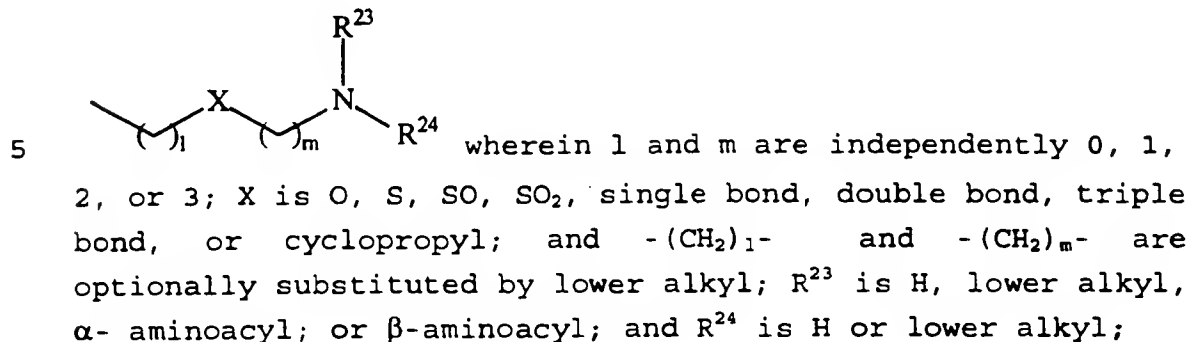 R²³
X N
5 ( )ₗ ( )ₘ R²⁴ wherein l and m are independently 0, 1,
2, or 3; X is O, S, SO, SO₂, single bond, double bond, triple
bond, or cyclopropyl; and -(CH₂)ₗ- and -(CH₂)ₘ- are
optionally substituted by lower alkyl; R²³ is H, lower alkyl,
α- aminoacyl; or β-aminoacyl; and R²⁴ is H or lower alkyl;